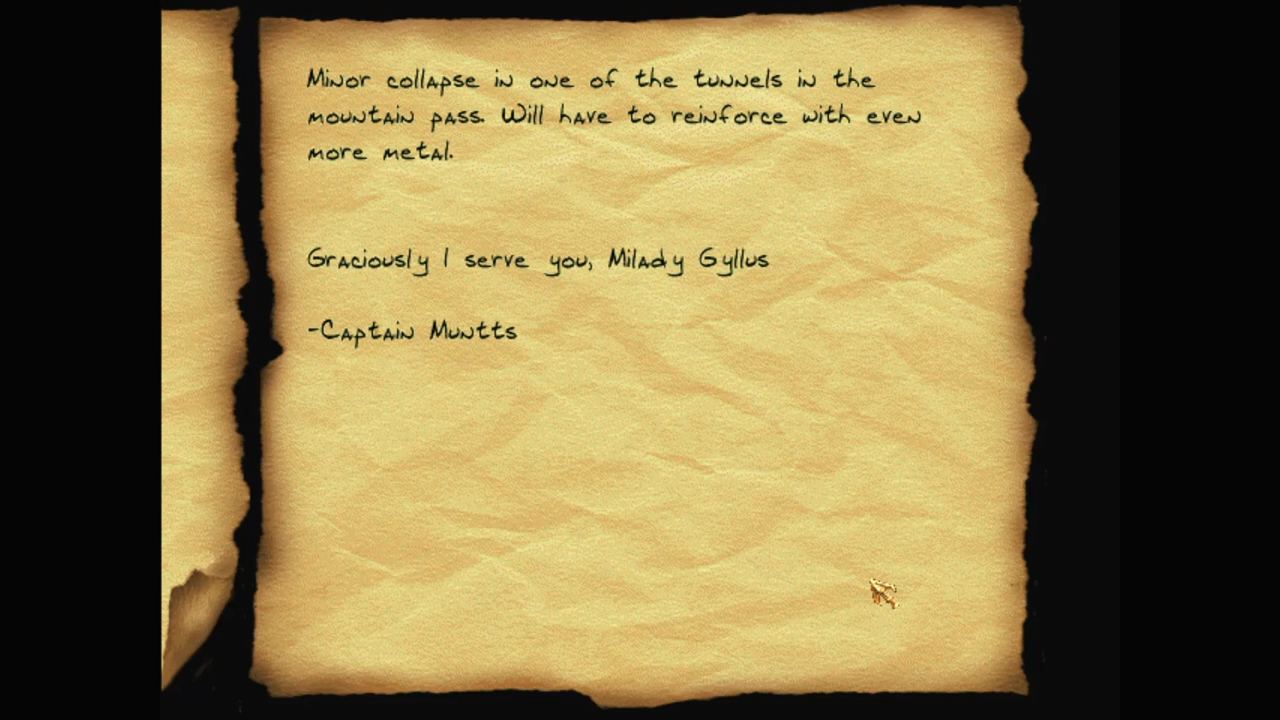 Minor collapse in one of the tunnels in the
mountain pass. Will have to reinforce with even
more metal.
Graciously I serve you, Milady Gyllus
-Captain Muntts